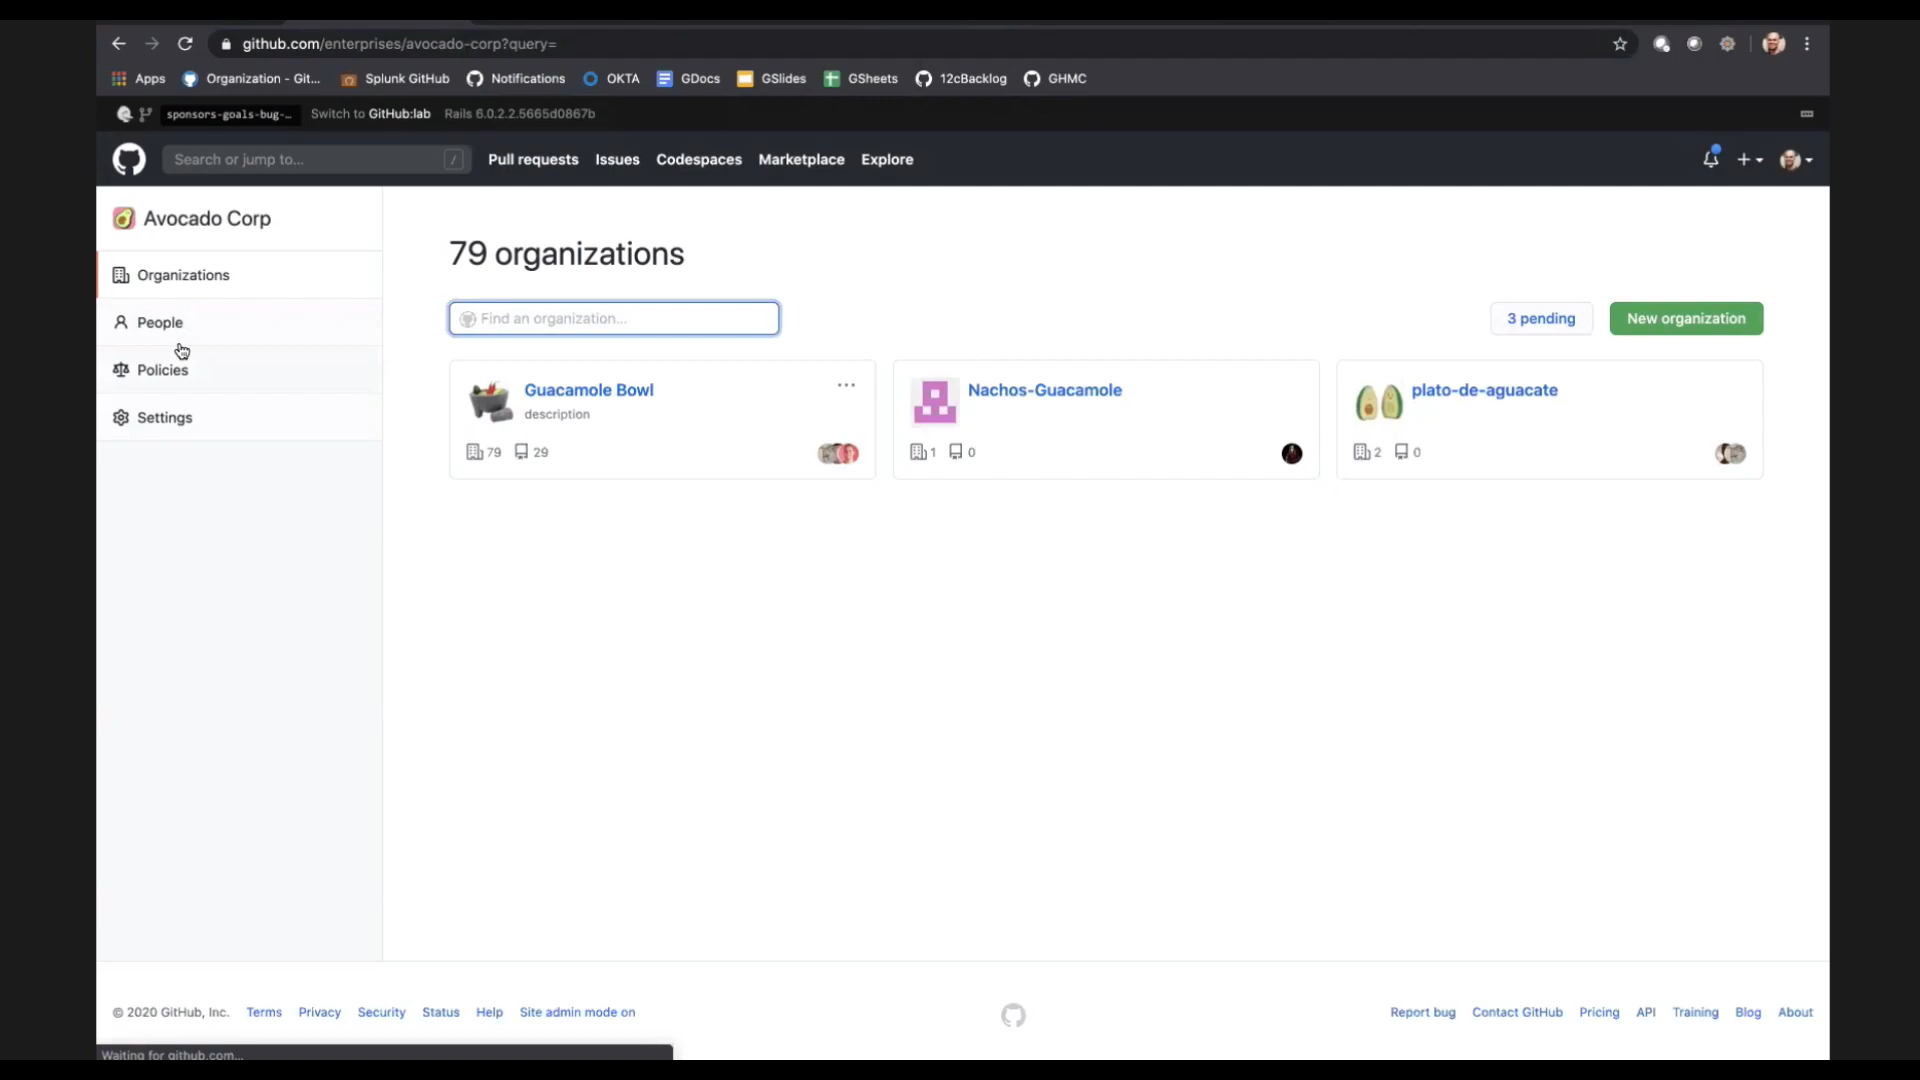 github.com/enterprises/avocado-corp?query=
Apps Organization - Git... Splunk GitHub Notifications OKTA GDocs GSlides GSheets 12cBacklog GHMC
sponsors-goals-bug-... Switch to GitHub:lab Rails 6.0.2.2.5665d0867b
Search or jump to... / Pull requests Issues Codespaces Marketplace Explore
Avocado Corp
Organizations
People
Policies
Settings
79 organizations
Find an organization... 3 pending New organization
Guacamole Bowl ...
description
79 29
Nachos-Guacamole
1 0
plato-de-aguacate
2 0
© 2020 GitHub, Inc. Terms Privacy Security Status Help Site admin mode on Report bug Contact GitHub Pricing API Training Blog About
Waiting for github.com...